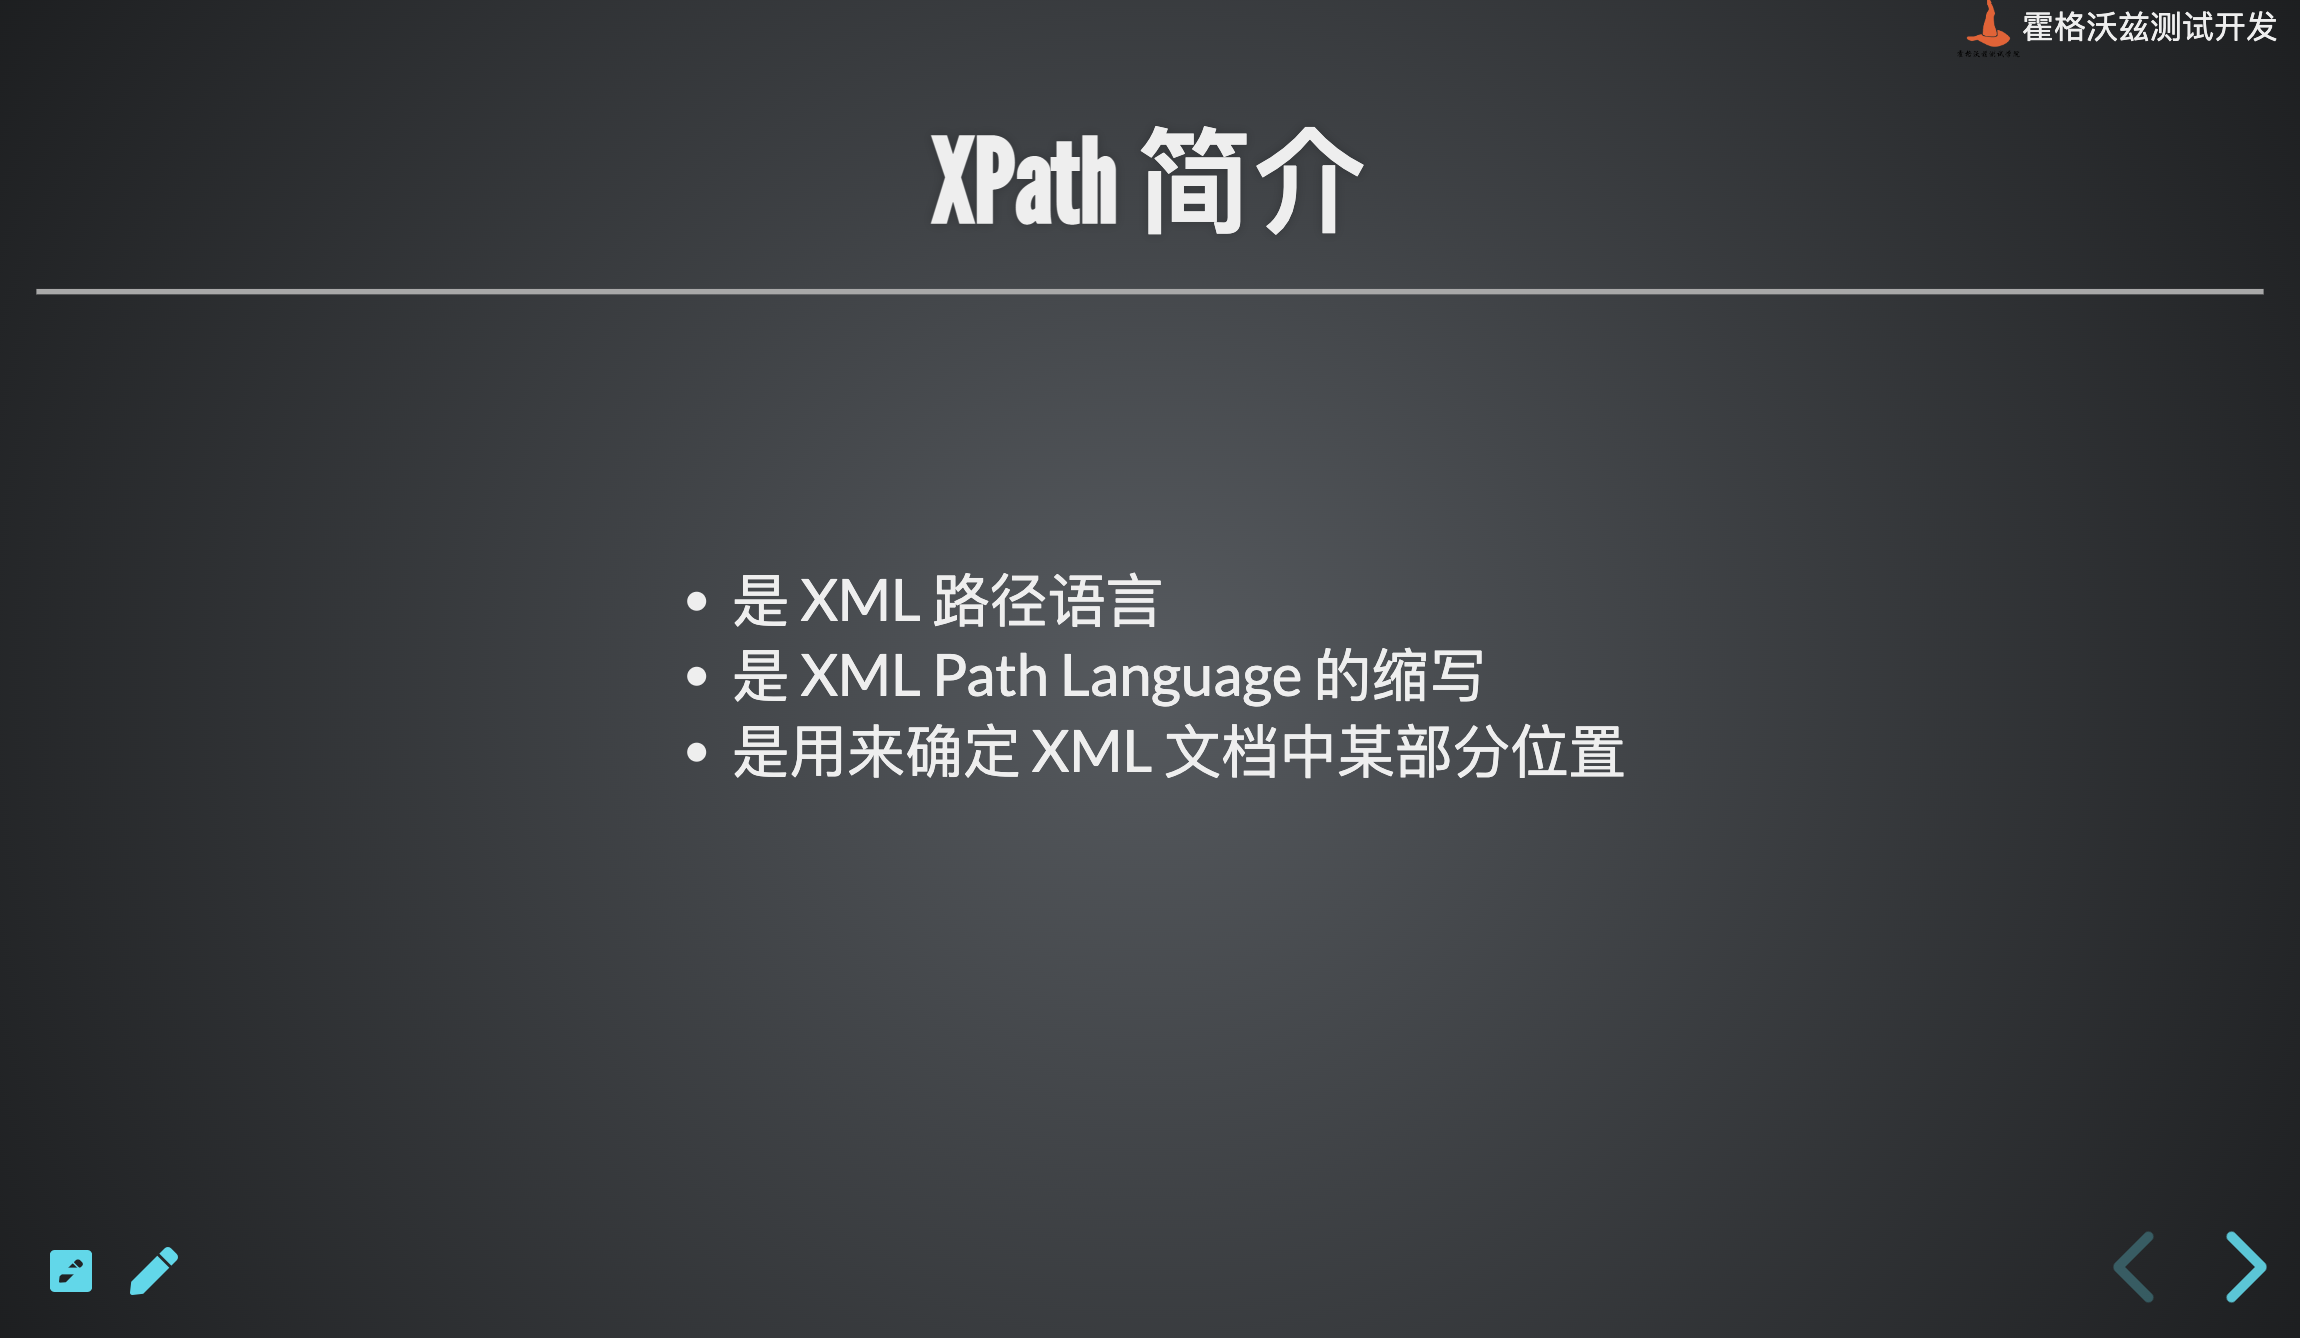 霍格沃兹测试开发
XPath 简介
是 XML 路径语言
是 XML Path Language 的缩写
是用来确定 XML 文档中某部分位置